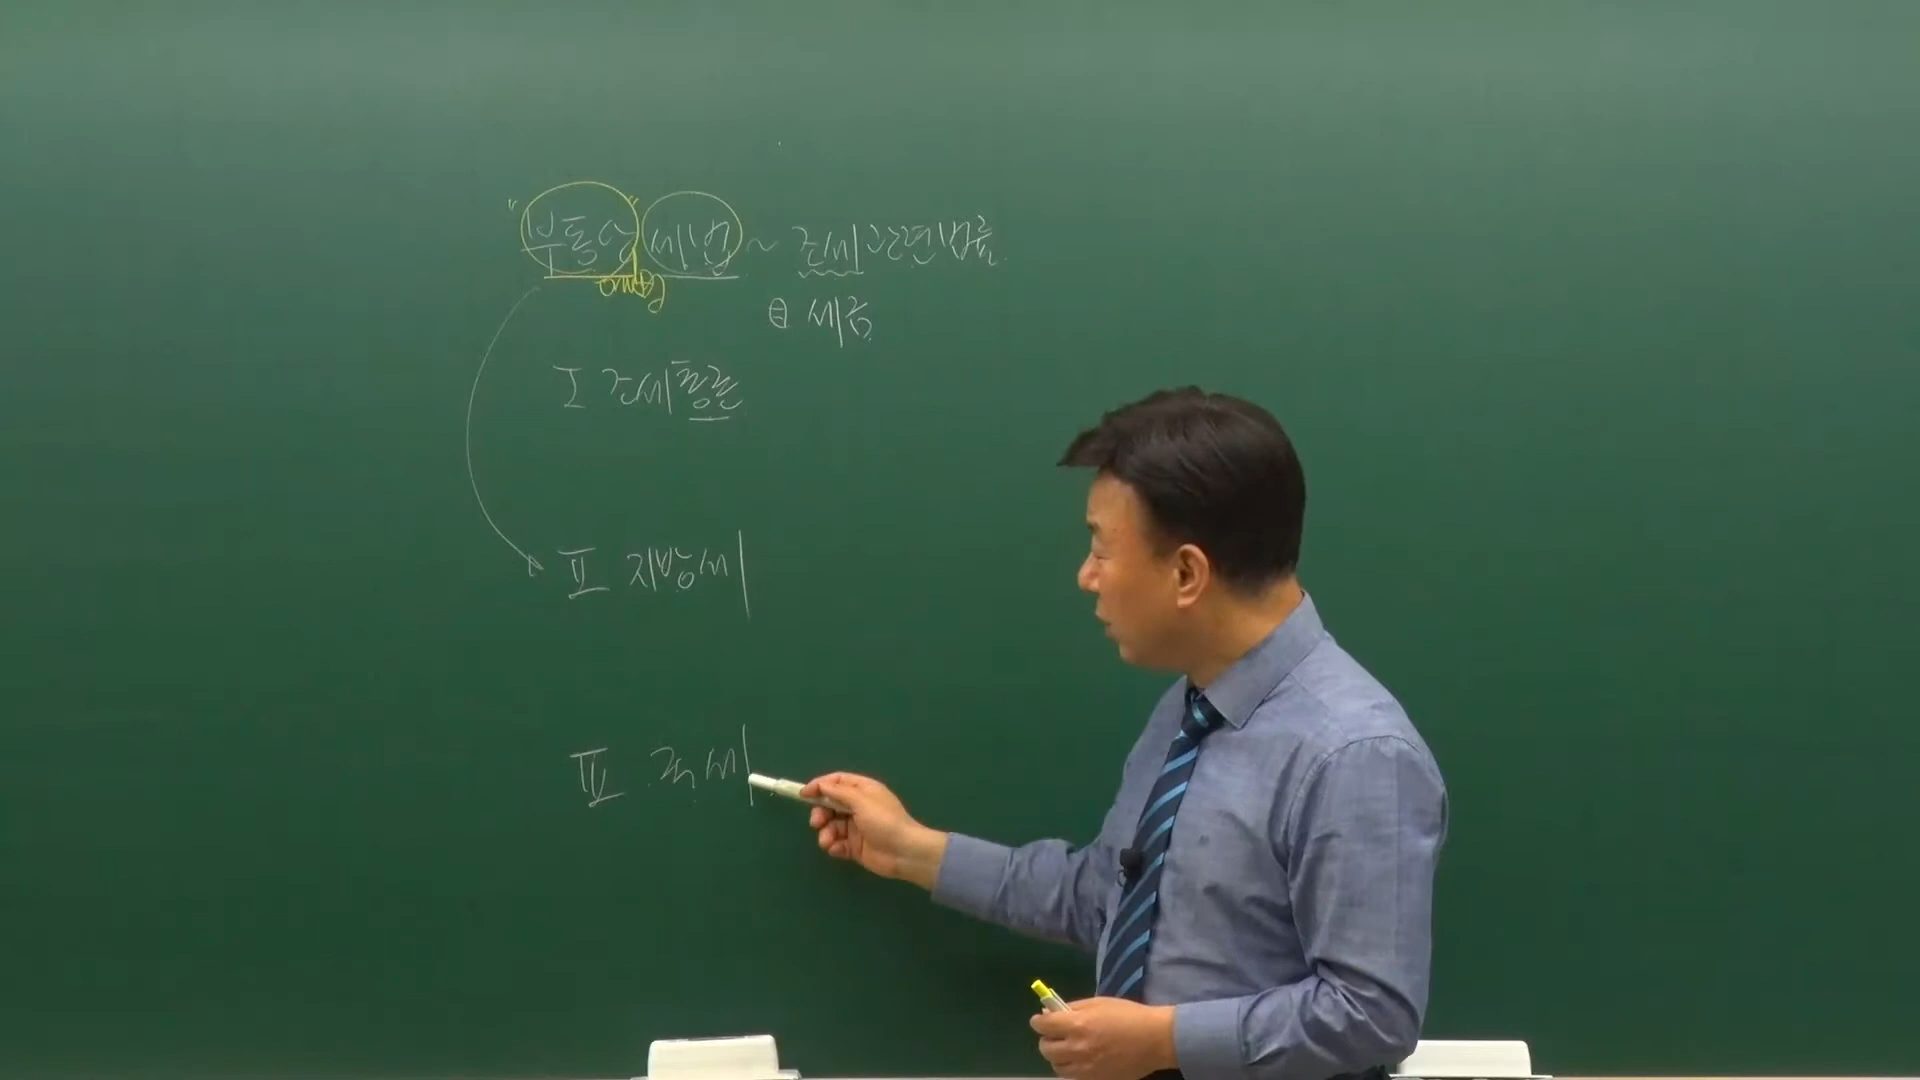 "부동산" 세법 ~ 조세관련법률
⊜ 세금
Ⅰ 조세총론
Ⅱ 지방세
Ⅲ 국세